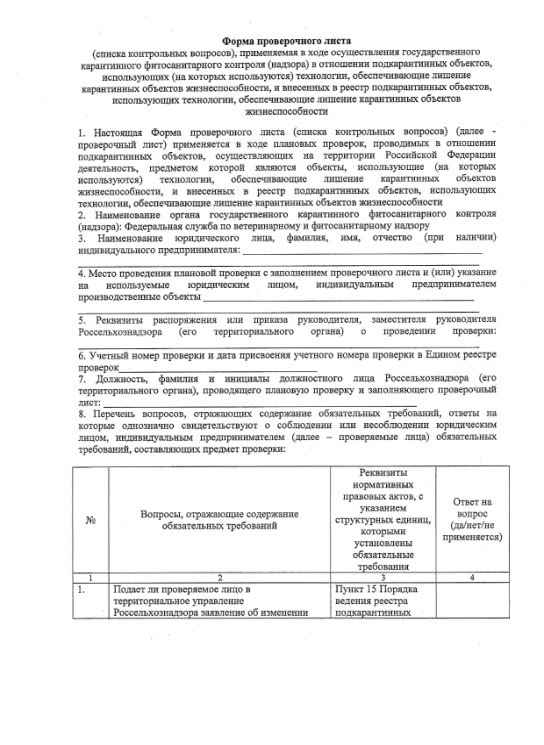 Форма проверочного листа
(списка контрольных вопросов), применяемая в ходе осуществления государственного
карантинного фитосанитарного контроля (надзора) в отношении подкарантинных объектов,
использующих (на которых используются) технологии, обеспечивающие лишение
карантинных объектов жизнеспособности, и внесенных в реестр подкарантинных объектов,
использующих технологии, обеспечивающие лишение карантинных объектов
жизнеспособности
1. Настоящая Форма проверочного листа (списка контрольных вопросов) (далее -
проверочный лист) применяется в ходе плановых проверок, проводимых в отношении
подкарантинных объектов, осуществляющих на территории Российской Федерации
деятельность, предметом которой являются объекты, использующие (на которых
используются) технологии, обеспечивающие лишение карантинных объектов
жизнеспособности, и внесенных в реестр подкарантинных объектов, использующих
технологии, обеспечивающие лишение карантинных объектов жизнеспособности
2. Наименование органа государственного карантинного фитосанитарного контроля
(надзора): Федеральная служба по ветеринарному и фитосанитарному надзору
3. Наименование юридического лица, фамилия, имя, отчество (при наличии)
индивидуального предпринимателя:
4. Место проведения плановой проверки с заполнением проверочного листа и (или) указание
на используемые юридическим лицом, индивидуальным предпринимателем
производственные объекты
5. Реквизиты распоряжения или приказа руководителя, заместителя руководителя
Россельхознадзора (его территориального органа) о проведении проверки:
6. Учетный номер проверки и дата присвоения учетного номера проверки в Едином реестре
проверок
7. Должность, фамилия и инициалы должностного лица Россельхознадзора (его
территориального органа), проводящего плановую проверку и заполняющего проверочный
лист:
8. Перечень вопросов, отражающих содержание обязательных требований, ответы на
которые однозначно свидетельствуют о соблюдении или несоблюдении юридическим
лицом, индивидуальным предпринимателем (далее – проверяемые лица) обязательных
требований, составляющих предмет проверки:
№
Вопросы, отражающие содержание
обязательных требований
Реквизиты
нормативных
правовых актов, с
указанием
структурных единиц,
которыми
установлены
обязательные
требования
Ответ на
вопрос
(да/нет/не
применяется)
1 2 3 4
1.
Подает ли проверяемое лицо в
территориальное управление
Россельхознадзора заявление об изменении
Пункт 15 Порядка
ведения реестра
подкарантинных